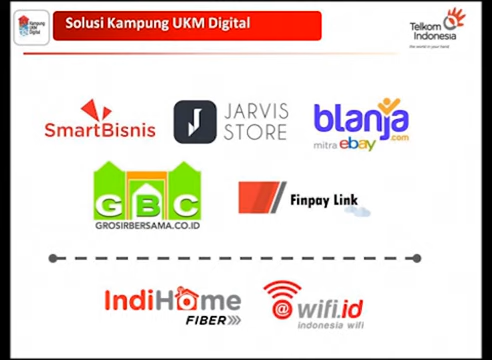 Kampung
UKM
Digital
Solusi Kampung UKM Digital
Telkom
Indonesia
the world in your hand
SmartBisnis
JARVIS
STORE
blanja
.com
mitra ebay
GBC
GROSIRBERSAMA.CO.ID
Finpay Link
IndiHome
FIBER
@wifi.id
indonesia wifi